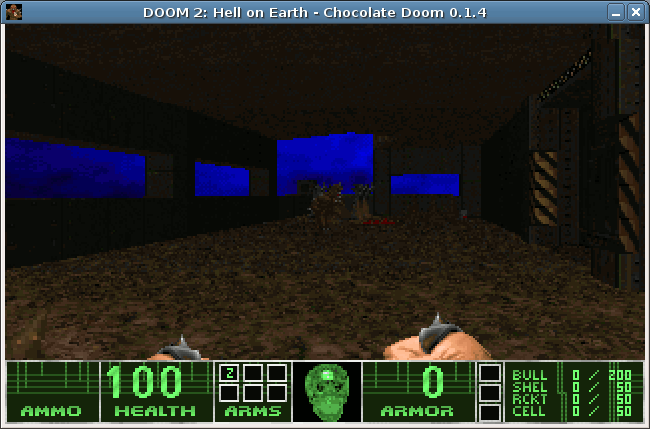 DOOM 2: Hell on Earth - Chocolate Doom 0.1.4
100 2 0
BULL 0 / 200
SHEL 0 / 50
RCKT 0 / 50
CELL 0 / 50
AMMO HEALTH ARMS ARMOR